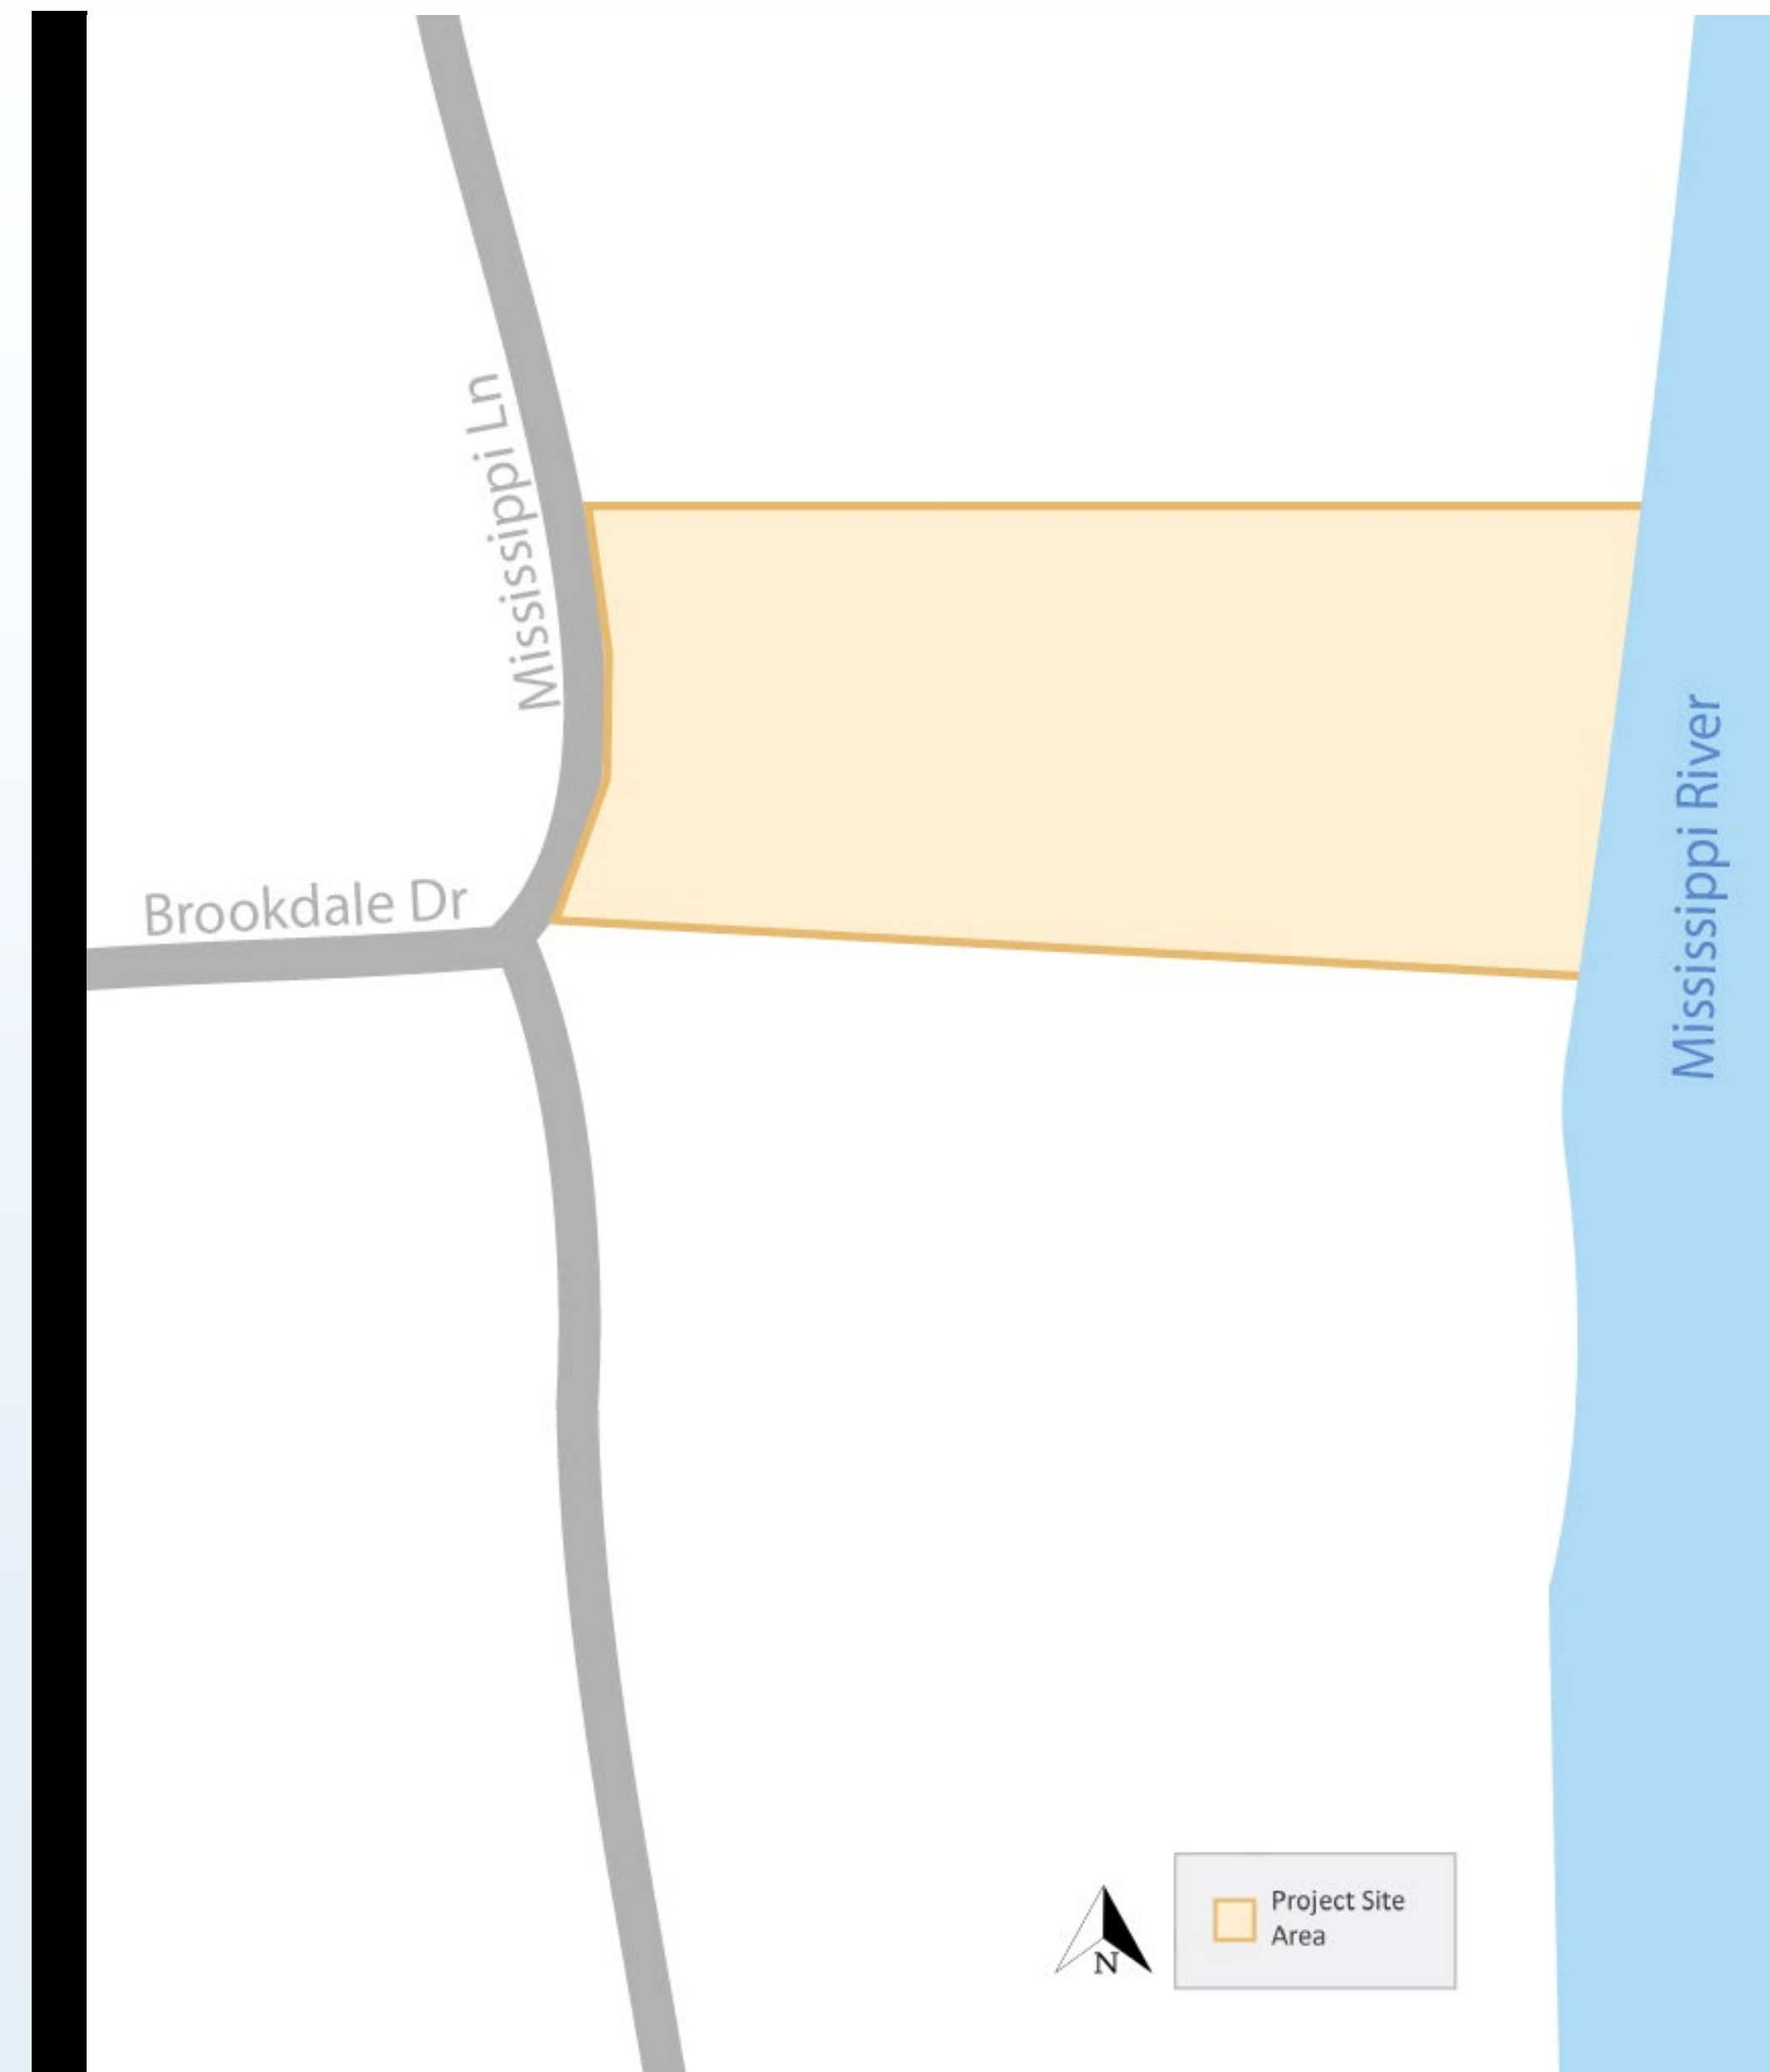 Mississippi Ln
Brookdale Dr
Mississippi River
N
Project Site
Area